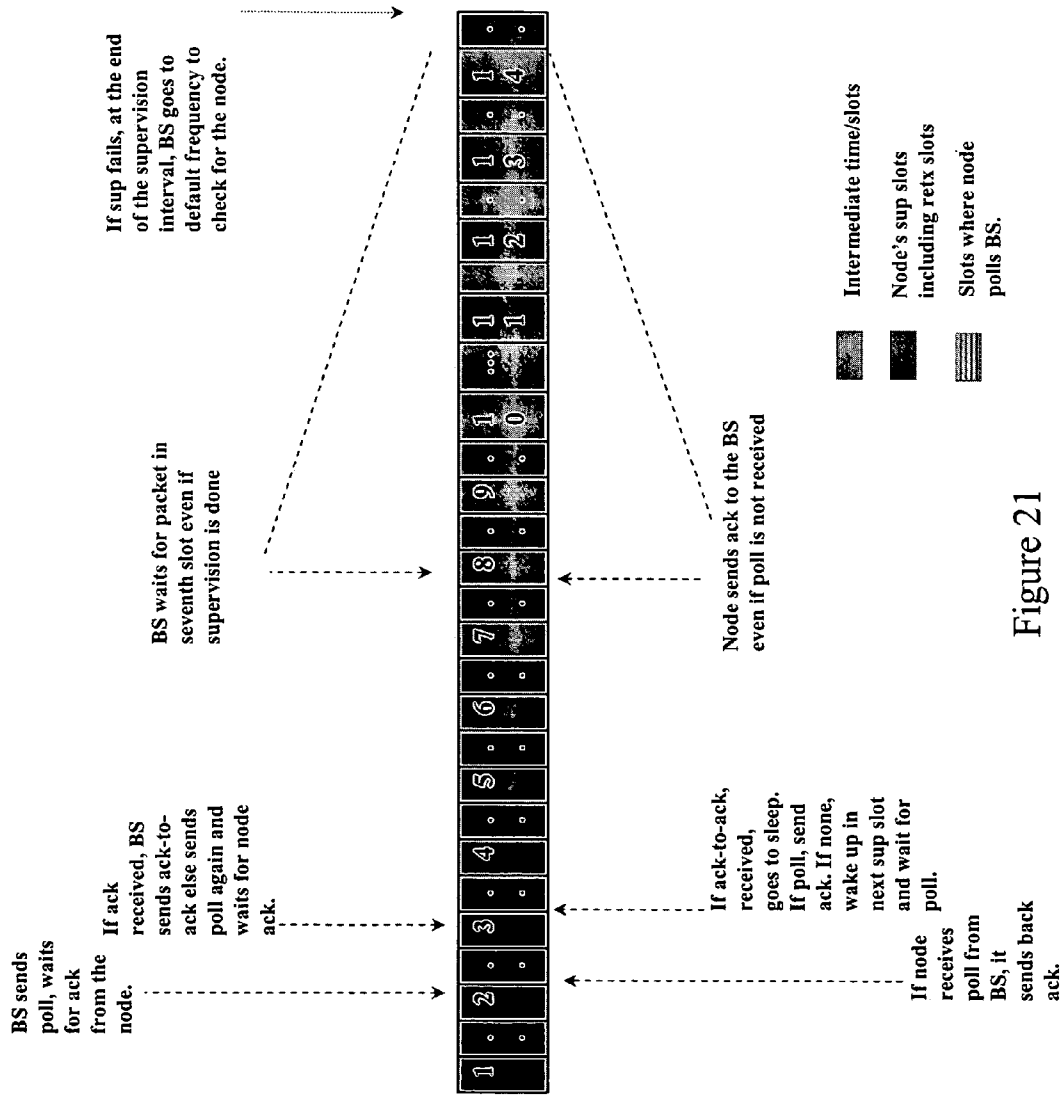 BS sends
poll, waits
for ack
from the
node.
If ack
received, BS
sends ack-to-
ack else sends
poll again and
waits for node
ack.
BS waits for packet in
seventh slot even if
supervision is done
If sup fails, at the end
of the supervision
interval, BS goes to
default frequency to
check for the node.
1 2 3 4 5 6 7 8 9 10 ... 11 12 13 14
If node
receives
poll from
BS, it
sends back
ack.
If ack-to-ack,
received,
goes to sleep.
If poll, send
ack. If none,
wake up in
next sup slot
and wait for
poll.
Node sends ack to the BS
even if poll is not received
Intermediate time/slots
Node's sup slots
including retx slots
Slots where node
polls BS.
Figure 21